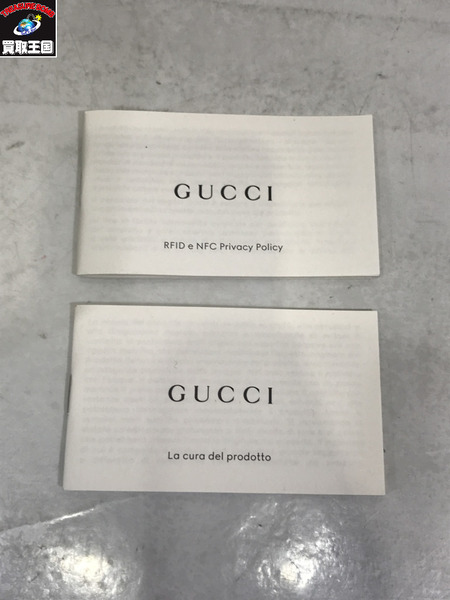 買取王国
GUCCI
RFID e NFC Privacy Policy
GUCCI
La cura del prodotto